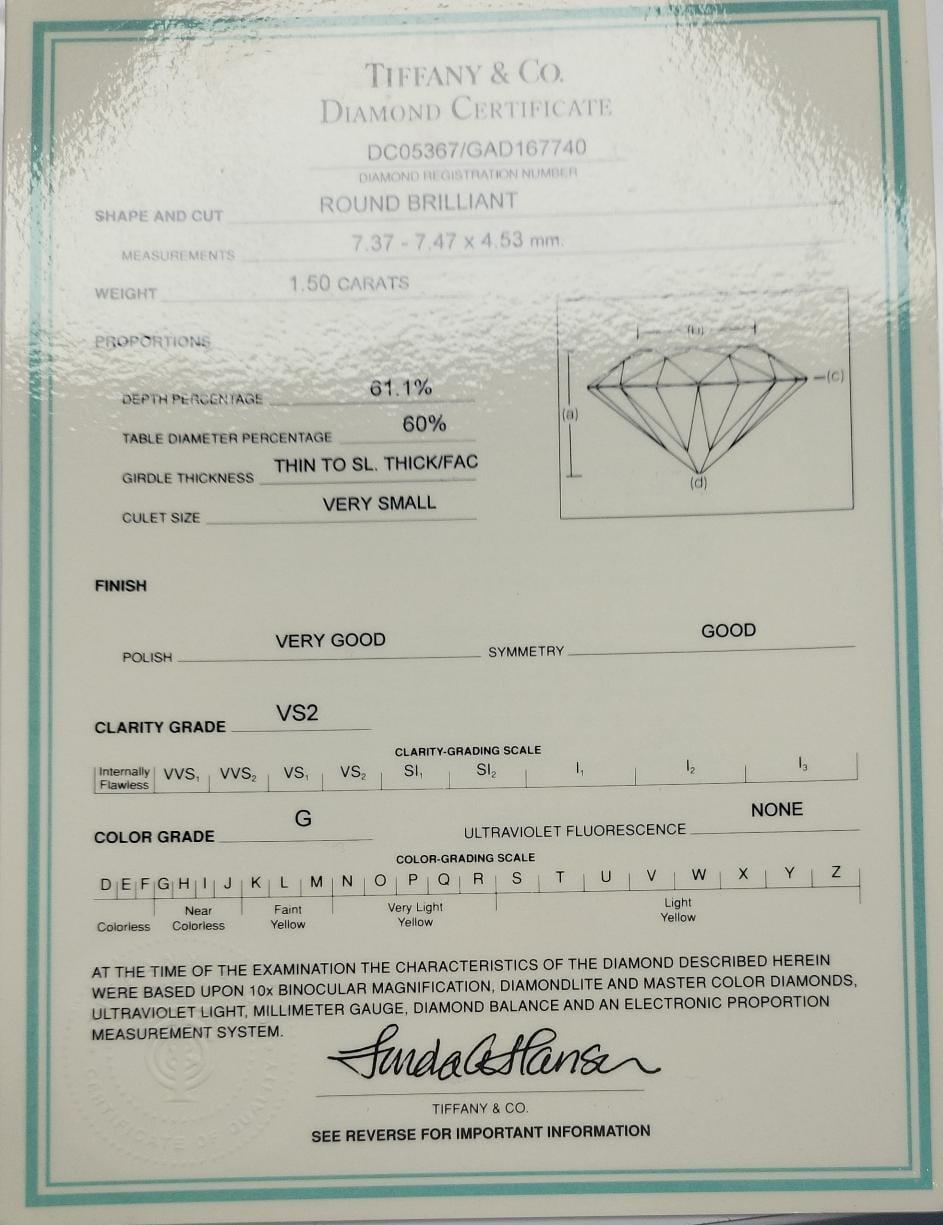 TIFFANY & CO.
DIAMOND CERTIFICATE
DC05367/GAD167740
DIAMOND REGISTRATION NUMBER
SHAPE AND CUT ROUND BRILLIANT
MEASUREMENTS 7.37 - 7.47 x 4.53 mm.
WEIGHT 1.50 CARATS
PROPORTIONS
(b)
(c)
(a)
(d)
DEPTH PERCENTAGE 61.1%
TABLE DIAMETER PERCENTAGE 60%
GIRDLE THICKNESS THIN TO SL. THICK/FAC
CULET SIZE VERY SMALL
FINISH
POLISH VERY GOOD SYMMETRY GOOD
CLARITY GRADE VS2
CLARITY-GRADING SCALE
Internally Flawless VVS₁ VVS₂ VS₁ VS₂ SI₁ SI₂ I₁ I₂ I₃
COLOR GRADE G ULTRAVIOLET FLUORESCENCE NONE
COLOR-GRADING SCALE
D E F G H I J K L M N O P Q R S T U V W X Y Z
Colorless Near Colorless Faint Yellow Very Light Yellow Light Yellow
AT THE TIME OF THE EXAMINATION THE CHARACTERISTICS OF THE DIAMOND DESCRIBED HEREIN
WERE BASED UPON 10x BINOCULAR MAGNIFICATION, DIAMONDLITE AND MASTER COLOR DIAMONDS,
ULTRAVIOLET LIGHT, MILLIMETER GAUGE, DIAMOND BALANCE AND AN ELECTRONIC PROPORTION
MEASUREMENT SYSTEM.
TIFFANY & CO.
SEE REVERSE FOR IMPORTANT INFORMATION
CERTIFICATE OF QUALITY